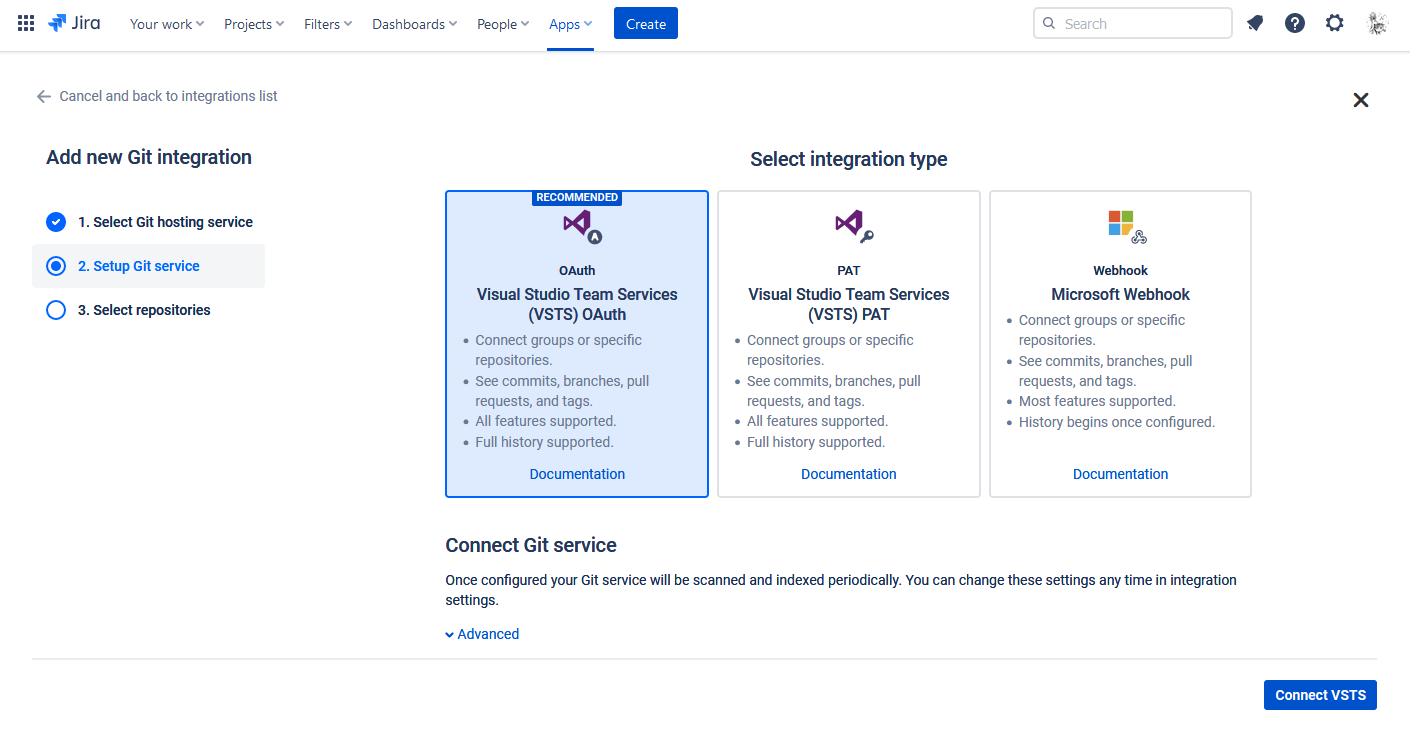 Jira
Your work
Projects
Filters
Dashboards
People
Apps
Create
Search
Cancel and back to integrations list
Add new Git integration
1. Select Git hosting service
2. Setup Git service
3. Select repositories
Select integration type
RECOMMENDED
OAuth
Visual Studio Team Services
(VSTS) OAuth
• Connect groups or specific
repositories.
• See commits, branches, pull
requests, and tags.
• All features supported.
• Full history supported.
Documentation
PAT
Visual Studio Team Services
(VSTS) PAT
• Connect groups or specific
repositories.
• See commits, branches, pull
requests, and tags.
• All features supported.
• Full history supported.
Documentation
Webhook
Microsoft Webhook
• Connect groups or specific
repositories.
• See commits, branches, pull
requests, and tags.
• Most features supported.
• History begins once configured.
Documentation
Connect Git service
Once configured your Git service will be scanned and indexed periodically. You can change these settings any time in integration
settings.
Advanced
Connect VSTS